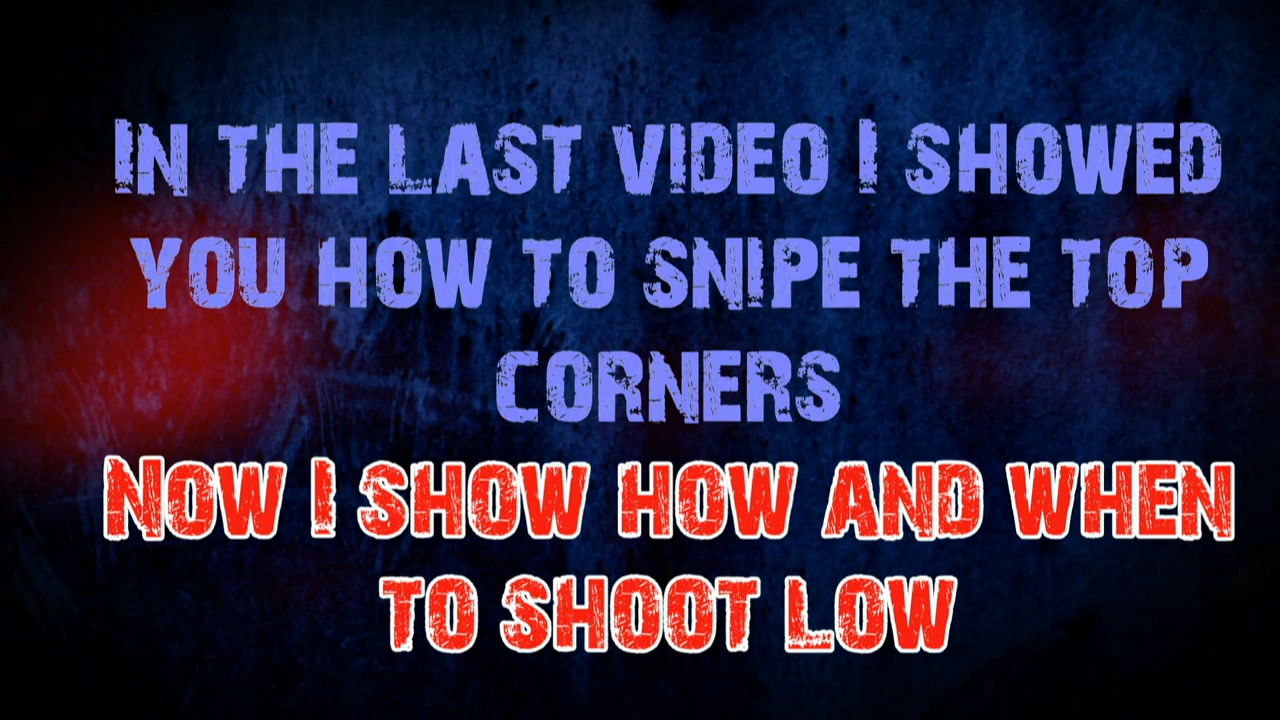 In the last video I showed
you how to snipe the top
corners
Now I show how and when
to shoot low